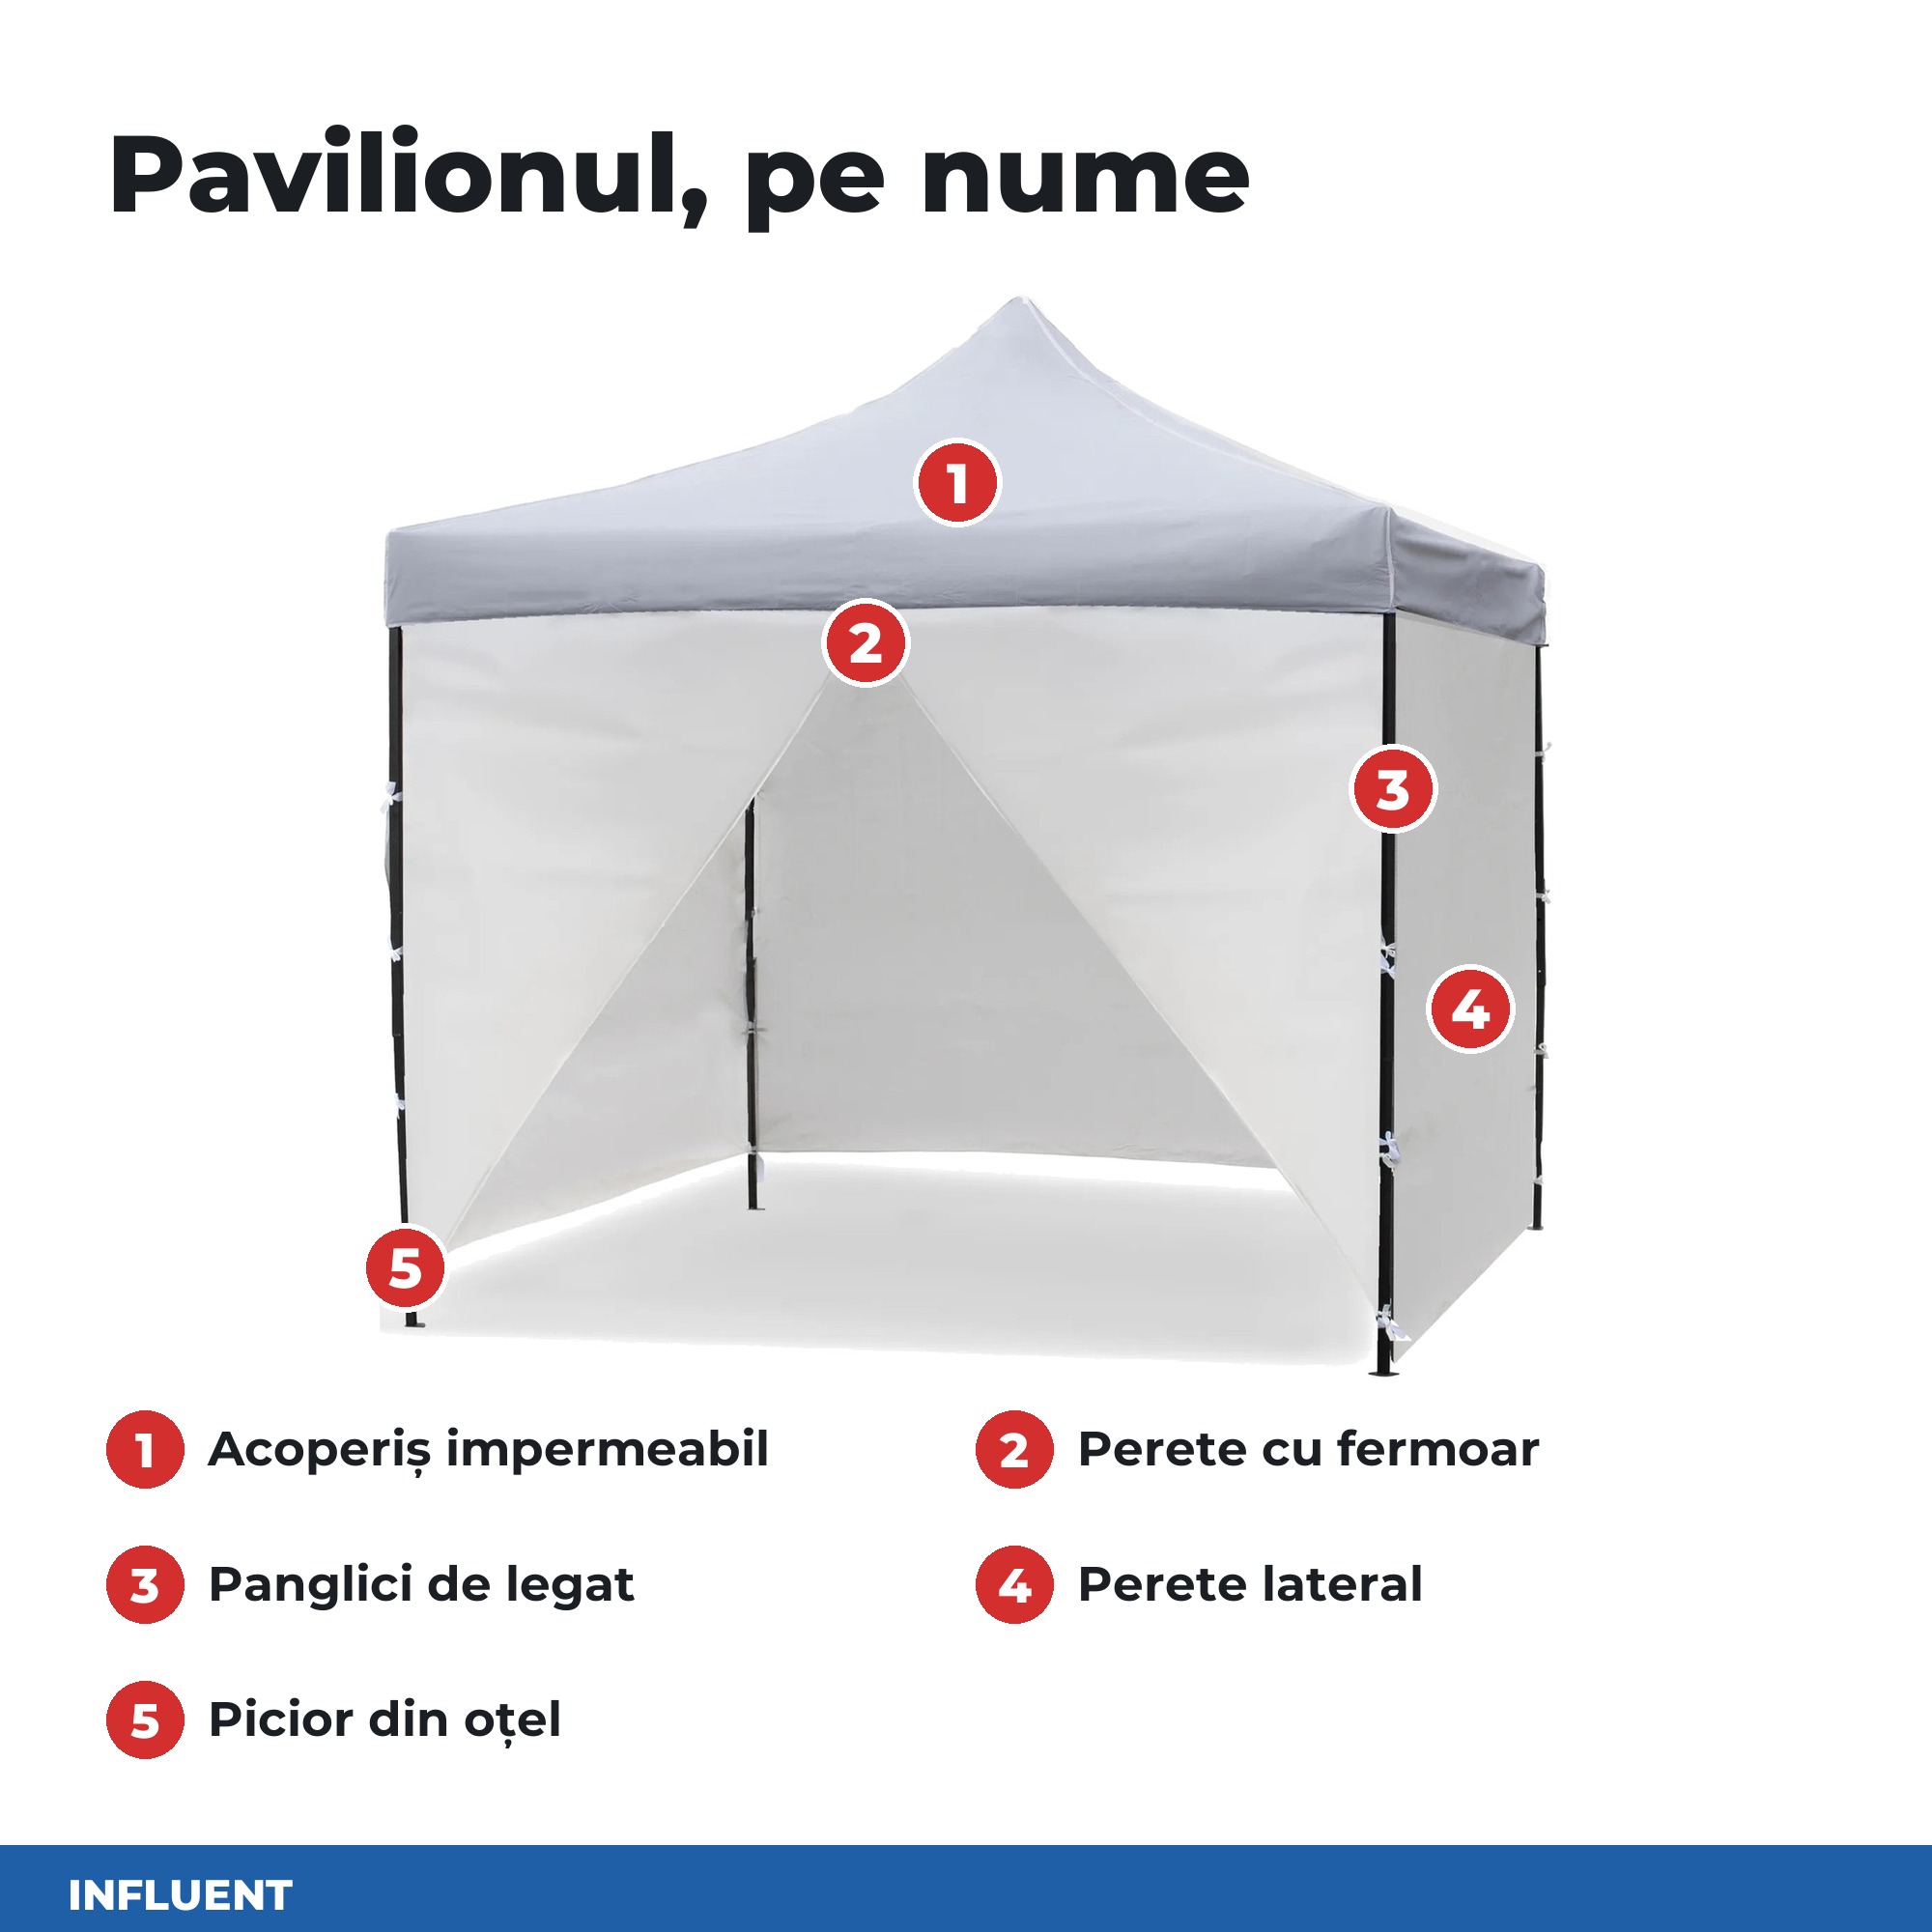 Pavilionul, pe nume
1
2
3
4
5
1 Acoperiș impermeabil
2 Perete cu fermoar
3 Panglici de legat
4 Perete lateral
5 Picior din oțel
INFLUENT